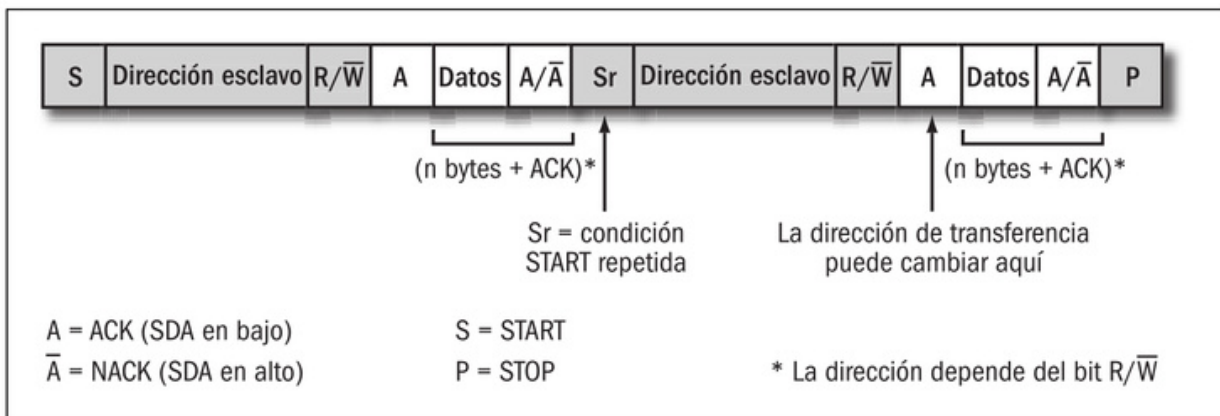 S Dirección esclavo R/W̅ A Datos A/A̅ Sr Dirección esclavo R/W̅ A Datos A/A̅ P
(n bytes + ACK)* (n bytes + ACK)*
Sr = condición
START repetida
La dirección de transferencia
puede cambiar aquí
A = ACK (SDA en bajo)
A̅ = NACK (SDA en alto)
S = START
P = STOP
* La dirección depende del bit R/W̅